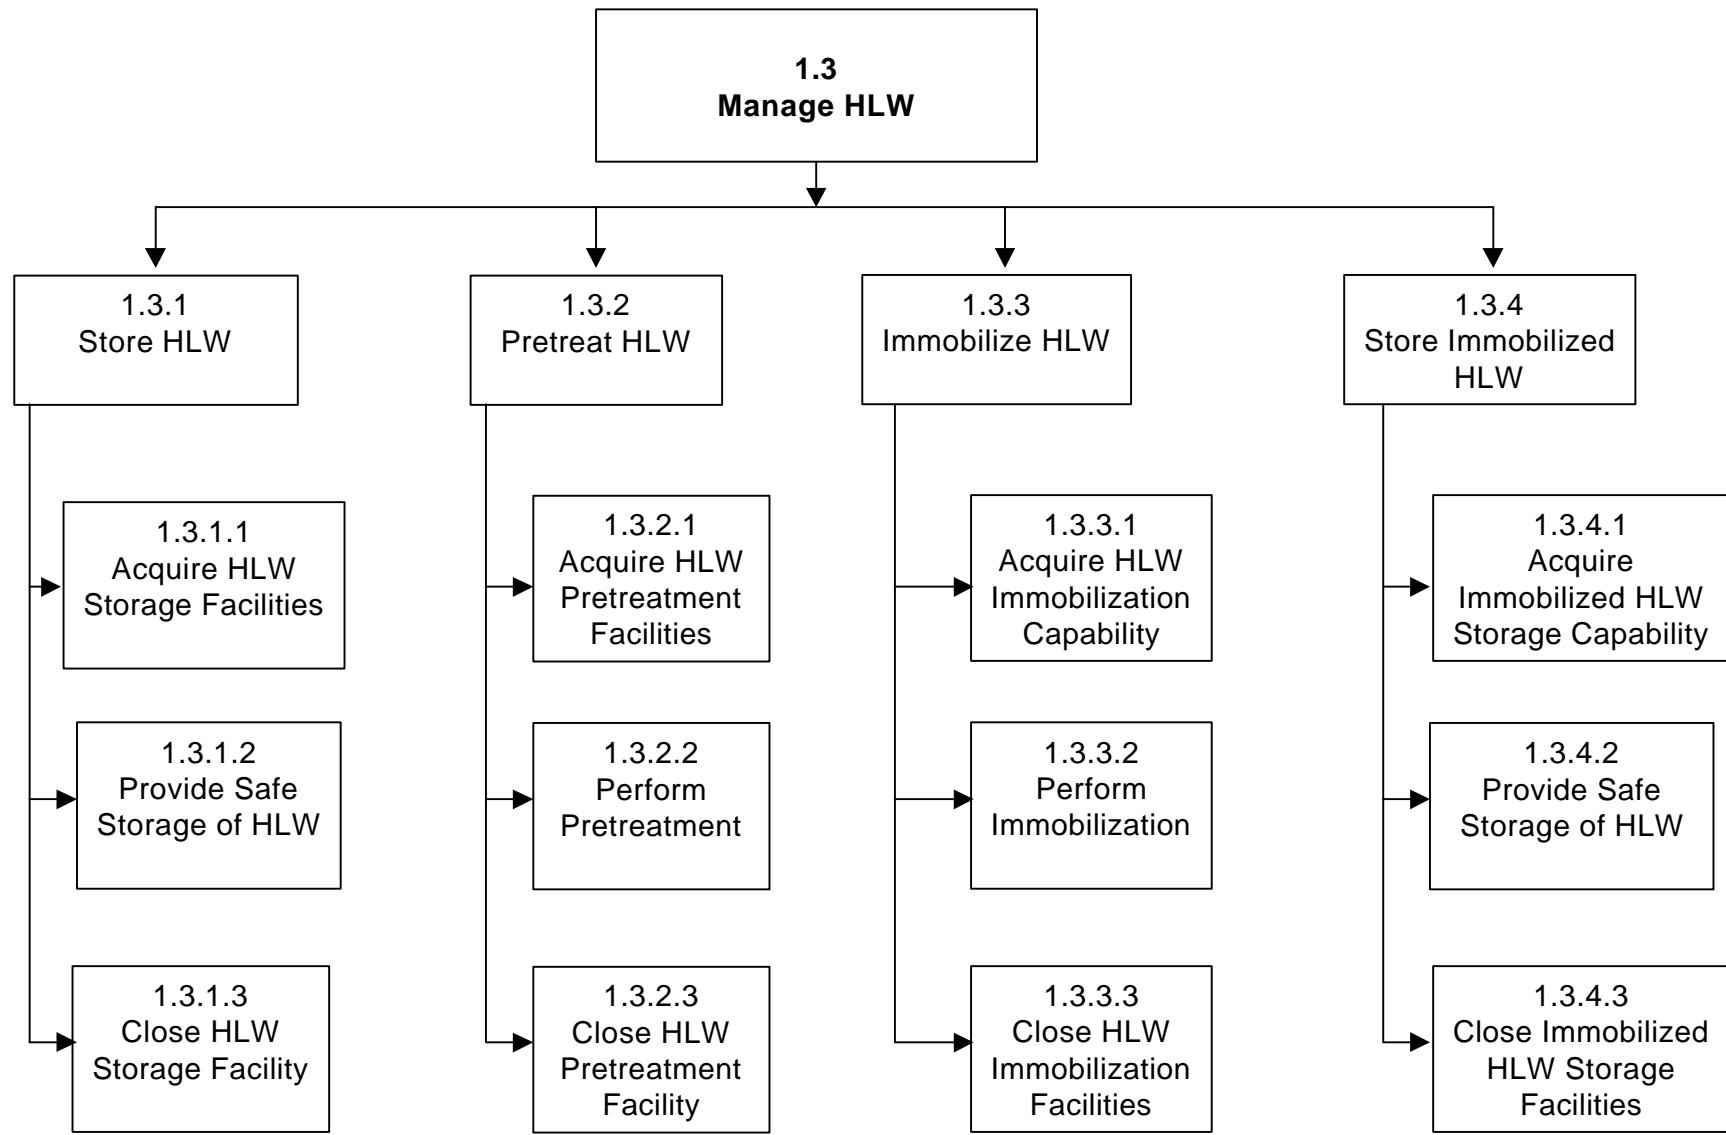 1.3
Manage HLW
1.3.1
Store HLW
1.3.2
Pretreat HLW
1.3.3
Immobilize HLW
1.3.4
Store Immobilized
HLW
1.3.1.1
Acquire HLW
Storage Facilities
1.3.2.1
Acquire HLW
Pretreatment
Facilities
1.3.3.1
Acquire HLW
Immobilization
Capability
1.3.4.1
Acquire
Immobilized HLW
Storage Capability
1.3.1.2
Provide Safe
Storage of HLW
1.3.2.2
Perform
Pretreatment
1.3.3.2
Perform
Immobilization
1.3.4.2
Provide Safe
Storage of HLW
1.3.1.3
Close HLW
Storage Facility
1.3.2.3
Close HLW
Pretreatment
Facility
1.3.3.3
Close HLW
Immobilization
Facilities
1.3.4.3
Close Immobilized
HLW Storage
Facilities